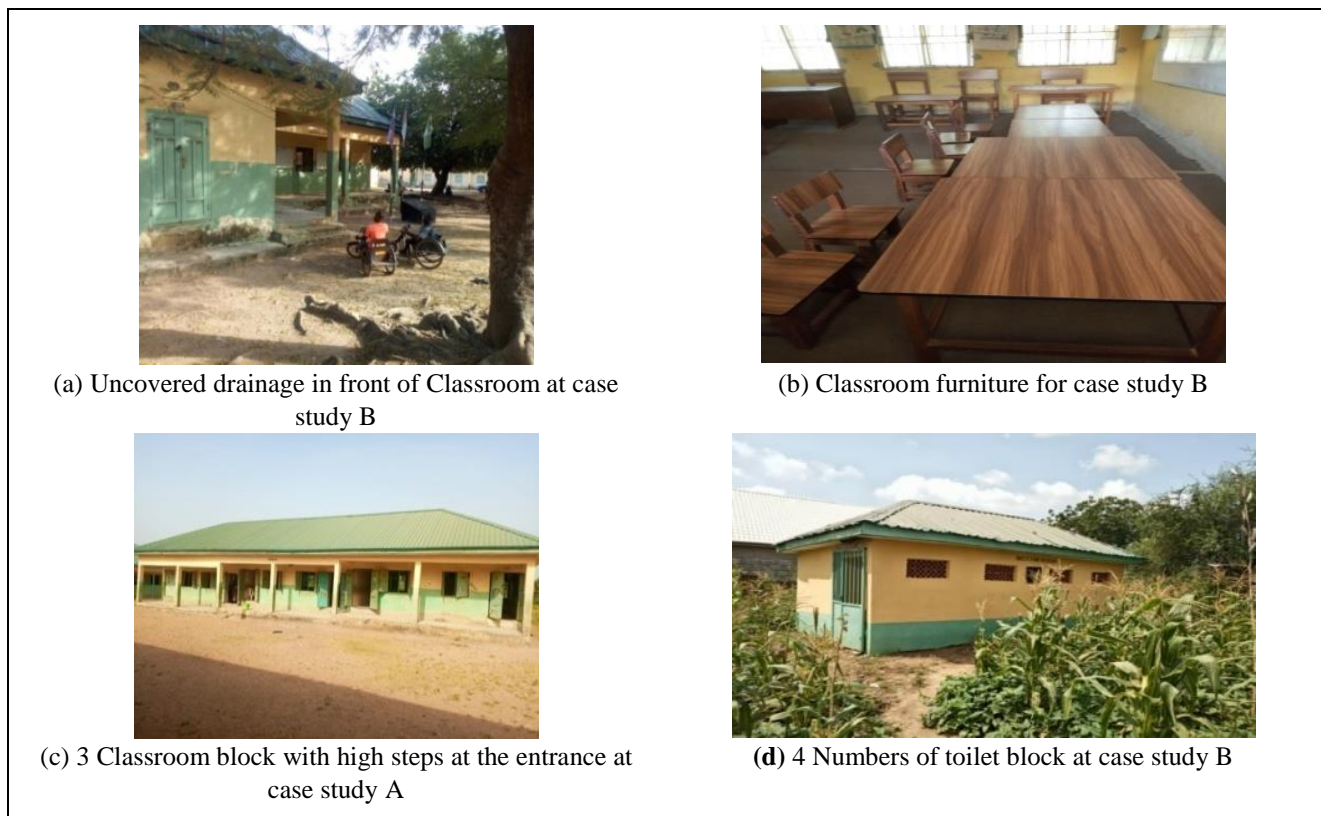 (a) Uncovered drainage in front of Classroom at case
study B
(b) Classroom furniture for case study B
(c) 3 Classroom block with high steps at the entrance at
case study A
(d) 4 Numbers of toilet block at case study B